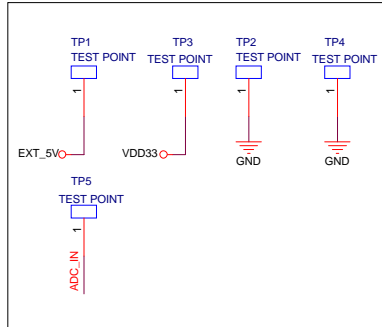 TP1
TEST POINT
1
EXT_5V
TP3
TEST POINT
1
VDD33
TP2
TEST POINT
1
GND
TP4
TEST POINT
1
GND
TP5
TEST POINT
1
ADC_IN